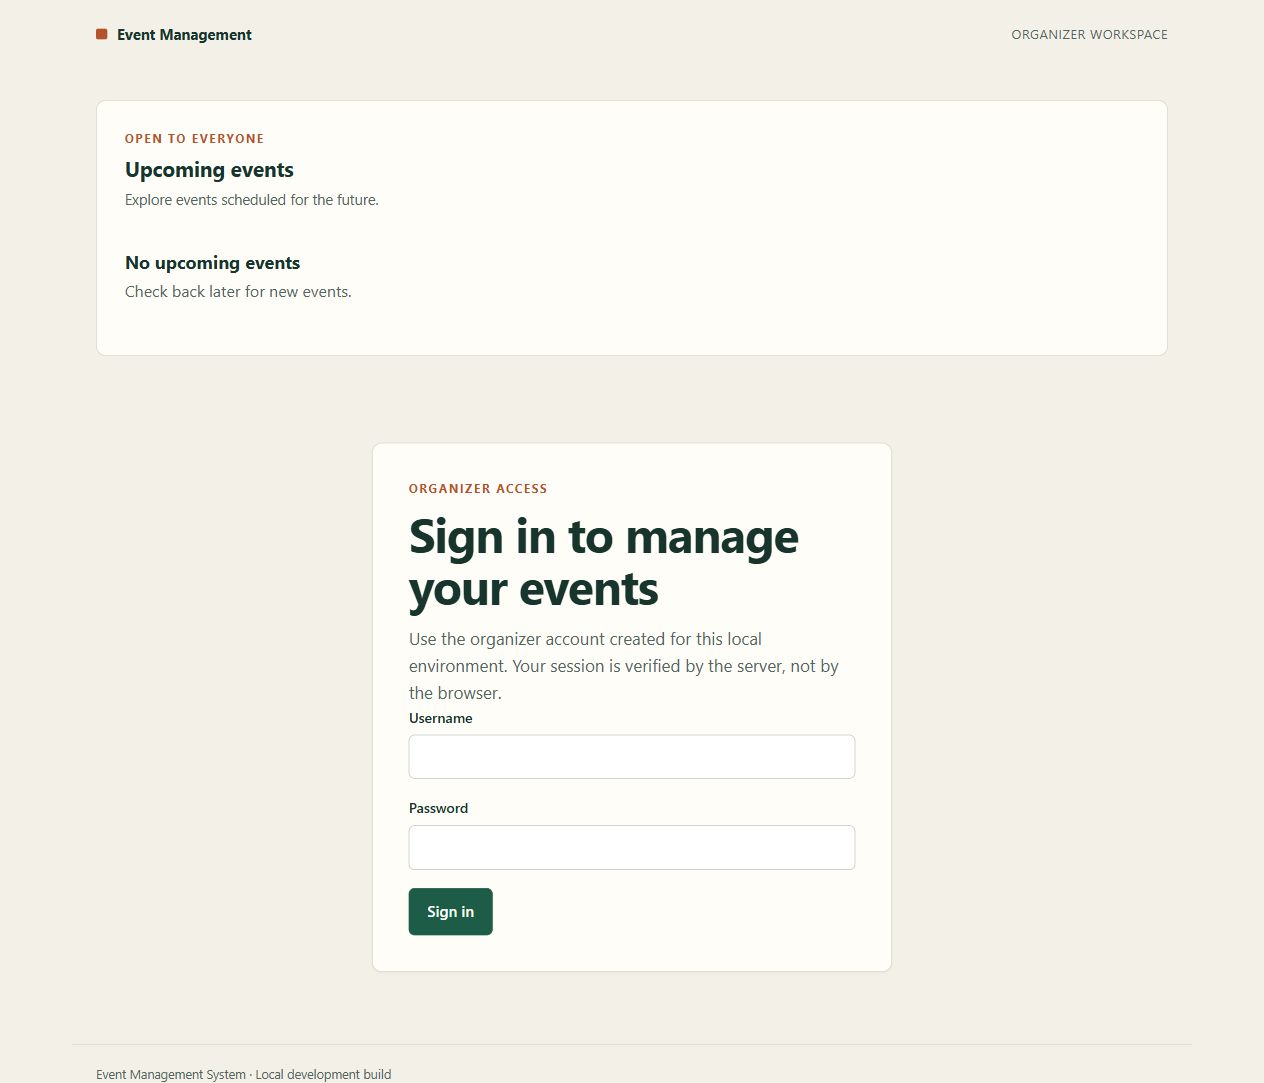 Event Management
ORGANIZER WORKSPACE
OPEN TO EVERYONE
Upcoming events
Explore events scheduled for the future.
No upcoming events
Check back later for new events.
ORGANIZER ACCESS
Sign in to manage
your events
Use the organizer account created for this local
environment. Your session is verified by the server, not by
the browser.
Username
Password
Sign in
Event Management System · Local development build